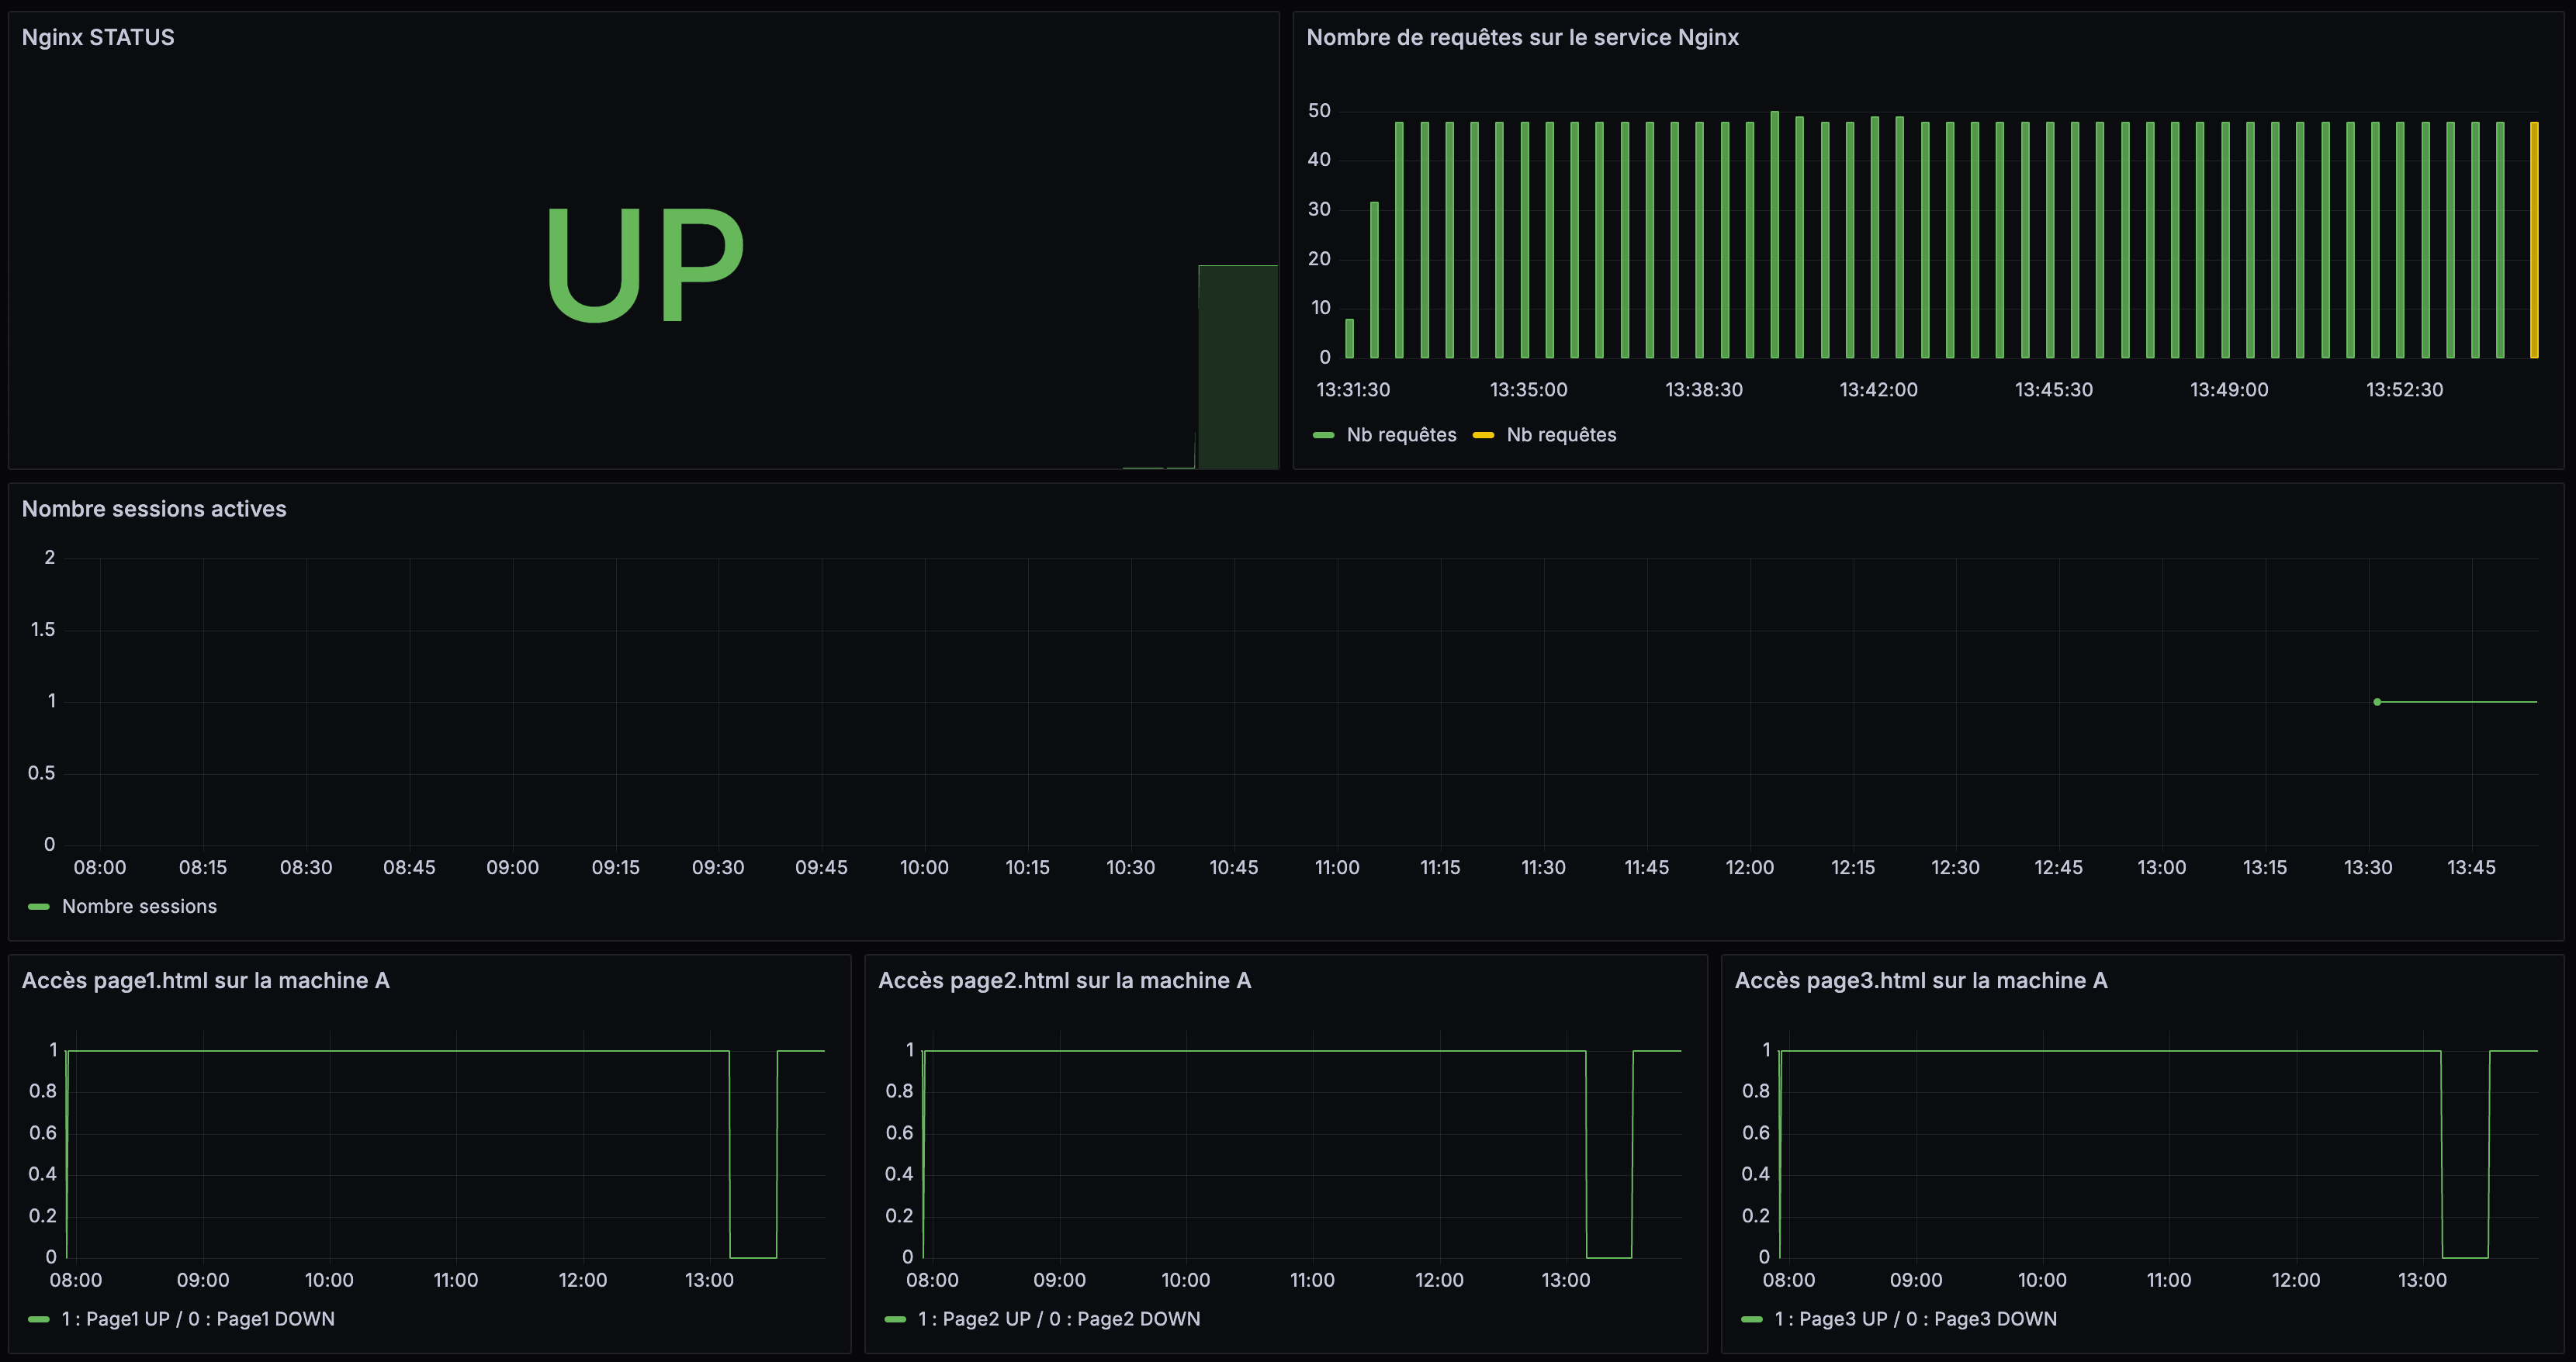 Nginx STATUS
UP
Nombre de requêtes sur le service Nginx
50
40
30
20
10
0
13:31:30 13:35:00 13:38:30 13:42:00 13:45:30 13:49:00 13:52:30
Nb requêtes Nb requêtes
Nombre sessions actives
2
1.5
1
0.5
0
08:00 08:15 08:30 08:45 09:00 09:15 09:30 09:45 10:00 10:15 10:30 10:45 11:00 11:15 11:30 11:45 12:00 12:15 12:30 12:45 13:00 13:15 13:30 13:45
Nombre sessions
Accès page1.html sur la machine A
1
0.8
0.6
0.4
0.2
0
08:00 09:00 10:00 11:00 12:00 13:00
1 : Page1 UP / 0 : Page1 DOWN
Accès page2.html sur la machine A
1
0.8
0.6
0.4
0.2
0
08:00 09:00 10:00 11:00 12:00 13:00
1 : Page2 UP / 0 : Page2 DOWN
Accès page3.html sur la machine A
1
0.8
0.6
0.4
0.2
0
08:00 09:00 10:00 11:00 12:00 13:00
1 : Page3 UP / 0 : Page3 DOWN